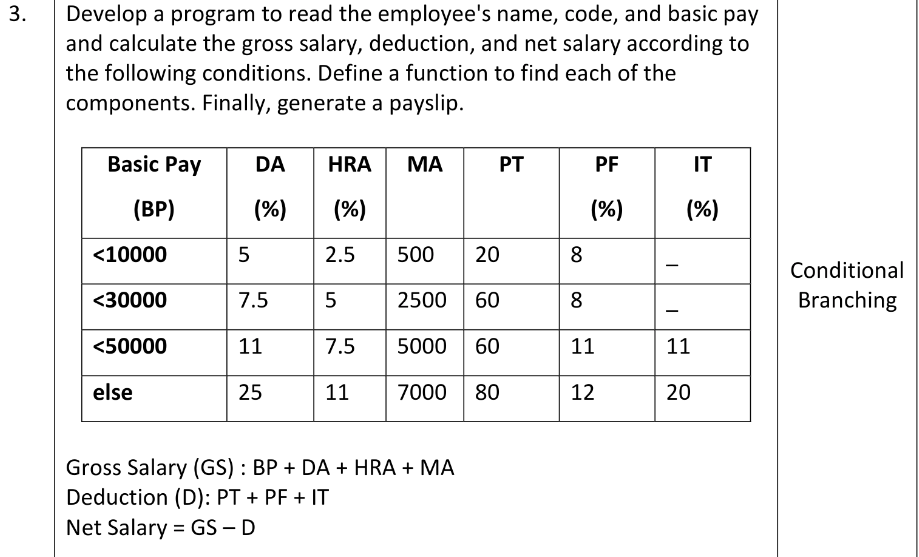 3.
Develop a program to read the employee's name, code, and basic pay
and calculate the gross salary, deduction, and net salary according to
the following conditions. Define a function to find each of the
components. Finally, generate a payslip.
Basic Pay DA HRA MA PT PF IT
(BP) (%) (%) (%) (%)
<10000 5 2.5 500 20 8 _
<30000 7.5 5 2500 60 8 _
<50000 11 7.5 5000 60 11 11
else 25 11 7000 80 12 20
Gross Salary (GS) : BP + DA + HRA + MA
Deduction (D): PT + PF + IT
Net Salary = GS – D
Conditional
Branching